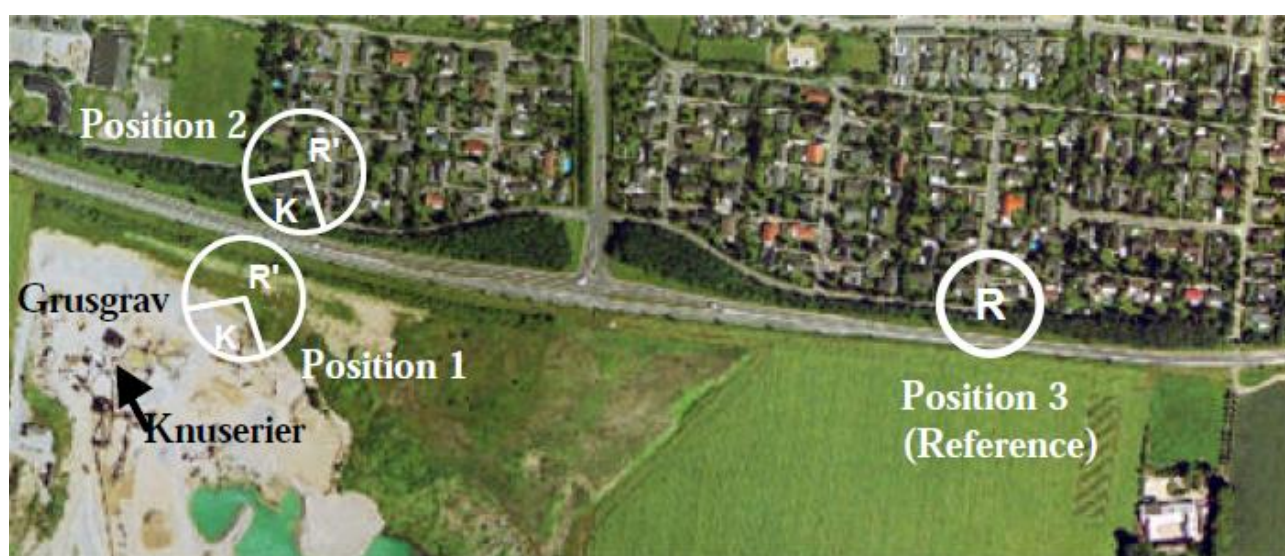 Position 2
R'
K
R'
Grusgrav
K
Position 1
R
Knuserier
Position 3
(Reference)